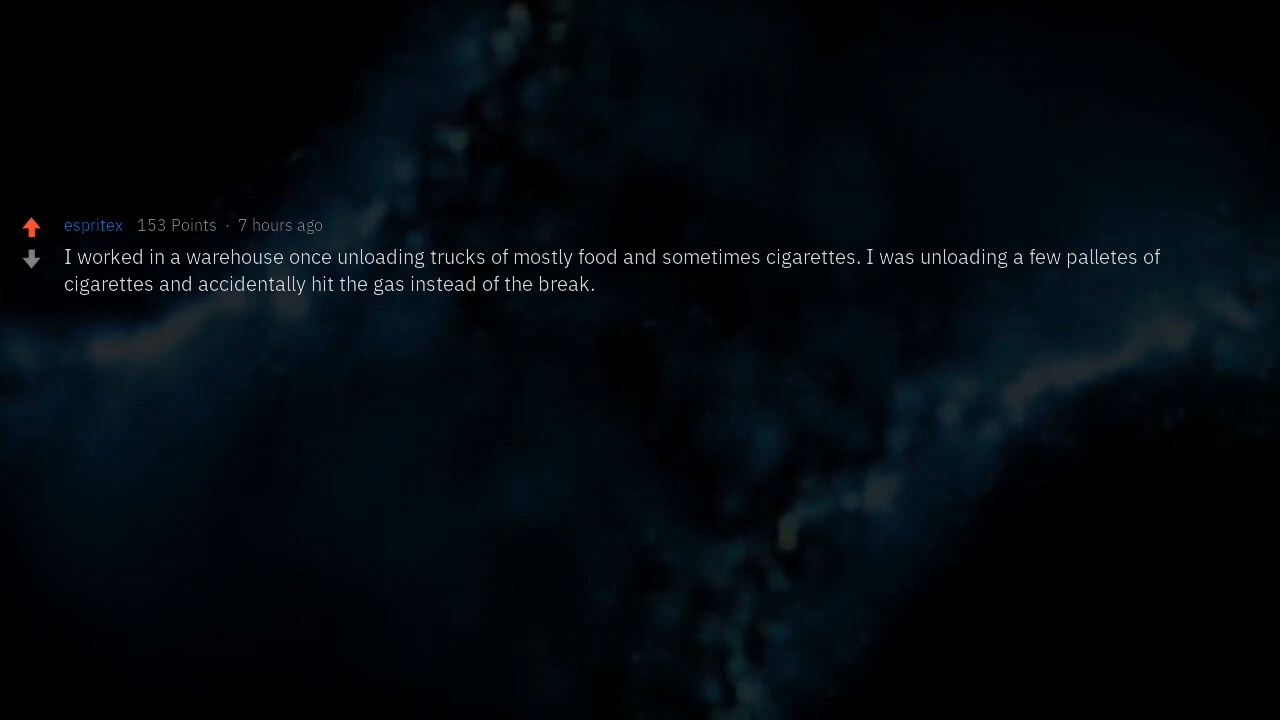 espritex 153 Points · 7 hours ago
I worked in a warehouse once unloading trucks of mostly food and sometimes cigarettes. I was unloading a few palletes of
cigarettes and accidentally hit the gas instead of the break.